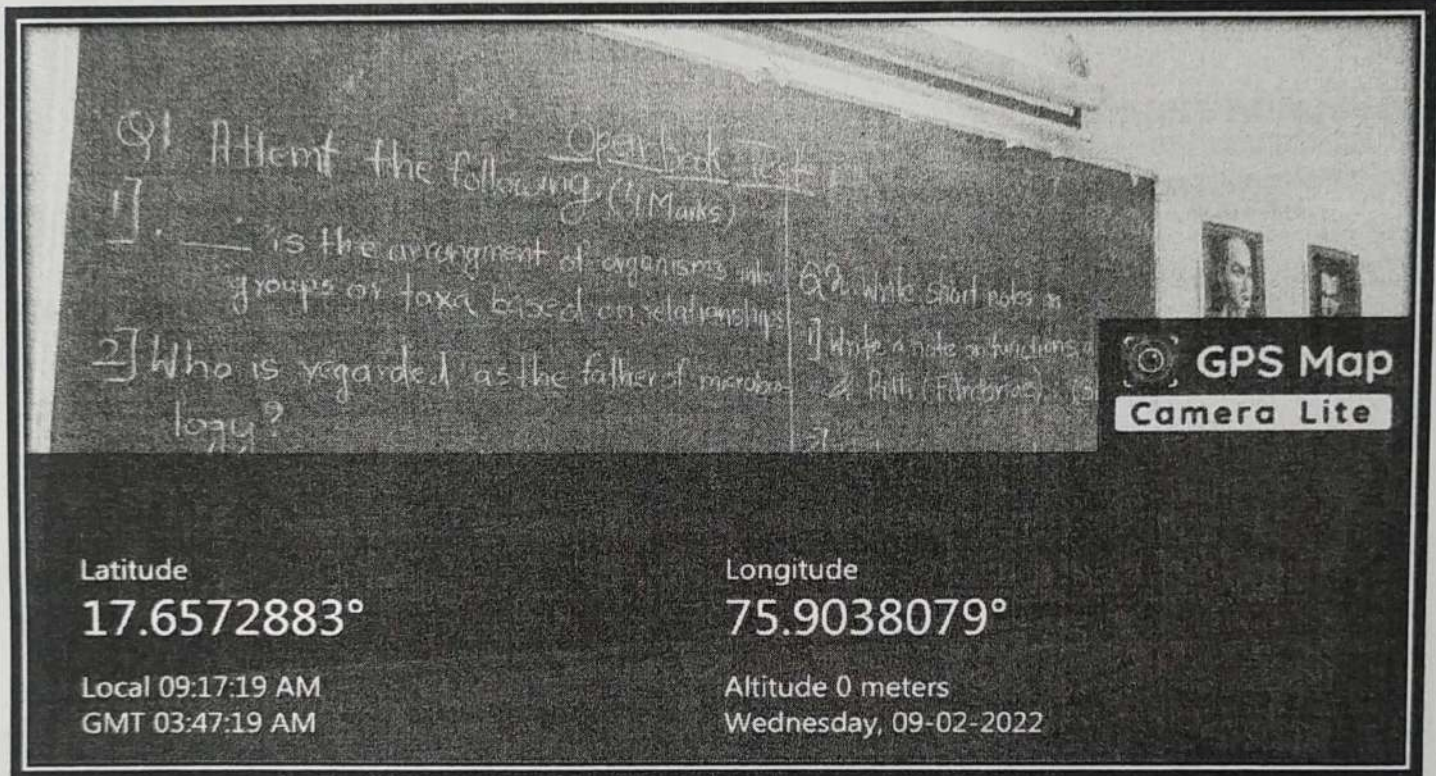 Open book Test
Q1 Attemt the following (4 Marks)
1]. ___ is the arrangment of organisms into
groups or taxa based on relationships
2] Who is regarded as the father of microbio-
logy?
Q2. Write short notes on
1] Write a note on functions
& Pilli (Fimbriae)
GPS Map
Camera Lite
Latitude
17.6572883°
Longitude
75.9038079°
Local 09:17:19 AM
GMT 03:47:19 AM
Altitude 0 meters
Wednesday, 09-02-2022